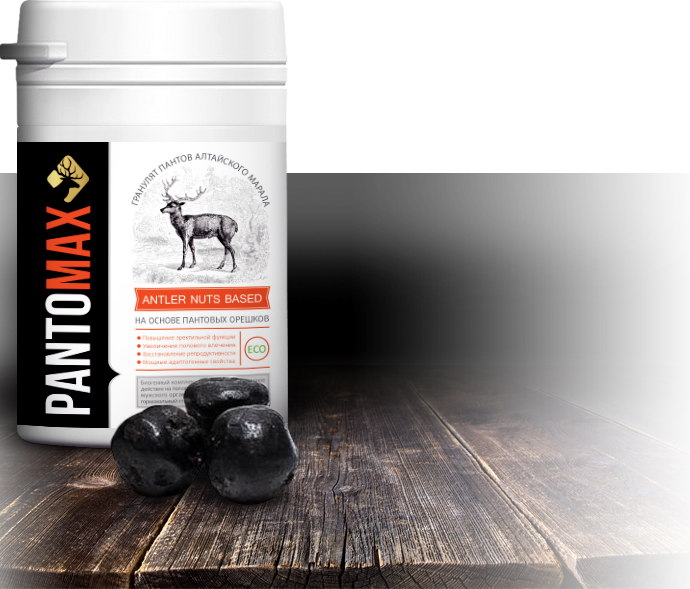 PANTOMAX
ГРАНУЛЯТ ПАНТОВ АЛТАЙСКОГО МАРАЛА
ANTLER NUTS BASED
НА ОСНОВЕ ПАНТОВЫХ ОРЕШКОВ
Повышение эректильной функции
Увеличение полового влечения
Восстановление репродуктивности
Мощные адаптогенные свойства
ECO